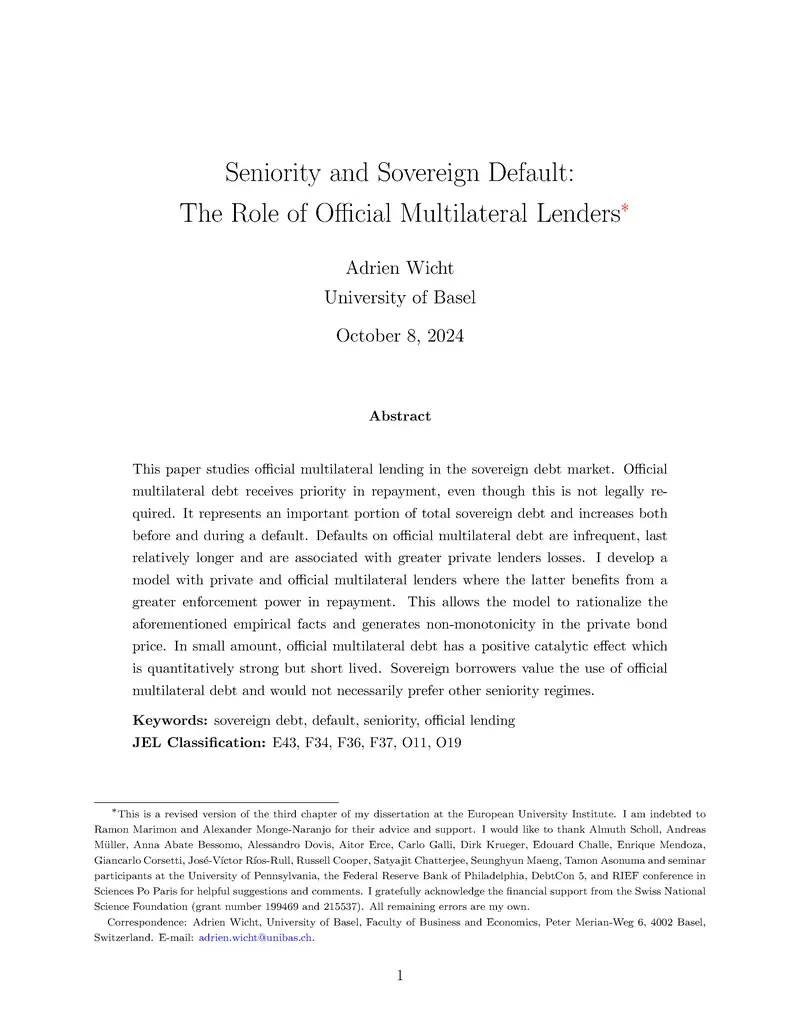 Seniority and Sovereign Default:
The Role of Official Multilateral Lenders*
Adrien Wicht
University of Basel
October 8, 2024
Abstract
This paper studies official multilateral lending in the sovereign debt market. Official
multilateral debt receives priority in repayment, even though this is not legally re-
quired. It represents an important portion of total sovereign debt and increases both
before and during a default. Defaults on official multilateral debt are infrequent, last
relatively longer and are associated with greater private lenders losses. I develop a
model with private and official multilateral lenders where the latter benefits from a
greater enforcement power in repayment. This allows the model to rationalize the
aforementioned empirical facts and generates non-monotonicity in the private bond
price. In small amount, official multilateral debt has a positive catalytic effect which
is quantitatively strong but short lived. Sovereign borrowers value the use of official
multilateral debt and would not necessarily prefer other seniority regimes.
Keywords: sovereign debt, default, seniority, official lending
JEL Classification: E43, F34, F36, F37, O11, O19
*This is a revised version of the third chapter of my dissertation at the European University Institute. I am indebted to
Ramon Marimon and Alexander Monge-Naranjo for their advice and support. I would like to thank Almuth Scholl, Andreas
Müller, Anna Abate Bessomo, Alessandro Dovis, Aitor Erce, Carlo Galli, Dirk Krueger, Edouard Challe, Enrique Mendoza,
Giancarlo Corsetti, José-Víctor Ríos-Rull, Russell Cooper, Satyajit Chatterjee, Seunghyun Maeng, Tamon Asonuma and seminar
participants at the University of Pennsylvania, the Federal Reserve Bank of Philadelphia, DebtCon 5, and RIEF conference in
Sciences Po Paris for helpful suggestions and comments. I gratefully acknowledge the financial support from the Swiss National
Science Foundation (grant number 199469 and 215537). All remaining errors are my own.
Correspondence: Adrien Wicht, University of Basel, Faculty of Business and Economics, Peter Merian-Weg 6, 4002 Basel,
Switzerland. E-mail: adrien.wicht@unibas.ch.
1